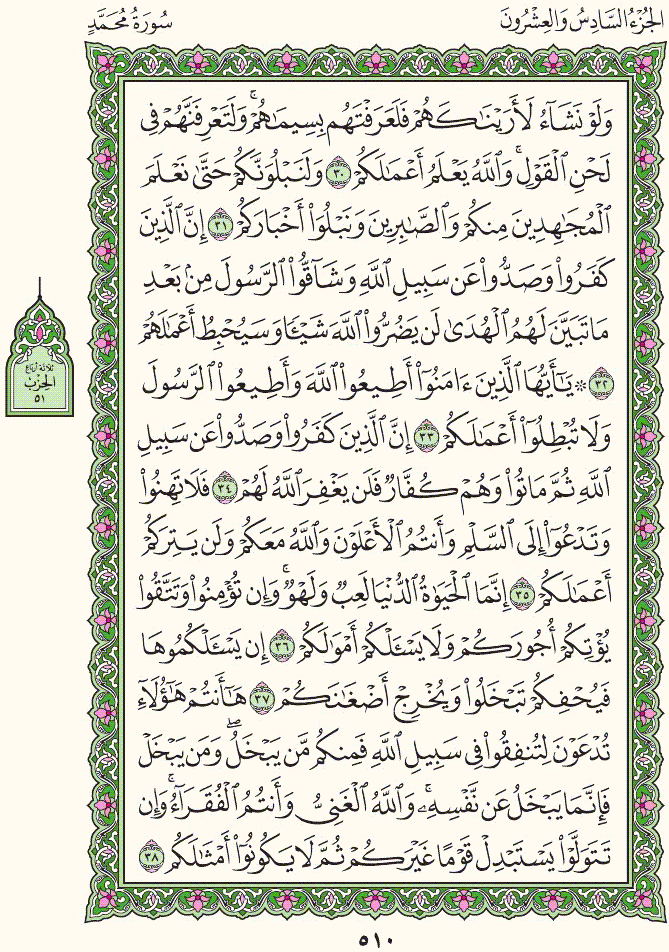 الجُزْءُ السَّادِسُ وَالعِشْرُونَ
سُورَةُ مُحَمَّدٍ
وَلَوْ نَشَآءُ لَأَرَيْنَٰكَهُمْ فَلَعَرَفْتَهُم بِسِيمَٰهُمْ ۚ وَلَتَعْرِفَنَّهُمْ فِى
لَحْنِ ٱلْقَوْلِ ۚ وَٱللَّهُ يَعْلَمُ أَعْمَٰلَكُمْ ٣٠ وَلَنَبْلُوَنَّكُمْ حَتَّىٰ نَعْلَمَ
ٱلْمُجَٰهِدِينَ مِنكُمْ وَٱلصَّٰبِرِينَ وَنَبْلُوَا۟ أَخْبَارَكُمْ ٣١ إِنَّ ٱلَّذِينَ
كَفَرُوا۟ وَصَدُّوا۟ عَن سَبِيلِ ٱللَّهِ وَشَآقُّوا۟ ٱلرَّسُولَ مِنۢ بَعْدِ
مَا تَبَيَّنَ لَهُمُ ٱلْهُدَىٰ لَن يَضُرُّوا۟ ٱللَّهَ شَيْـًٔا وَسَيُحْبِطُ أَعْمَٰلَهُمْ
٣٢ ۞ يَٰٓأَيُّهَا ٱلَّذِينَ ءَامَنُوٓا۟ أَطِيعُوا۟ ٱللَّهَ وَأَطِيعُوا۟ ٱلرَّسُولَ
وَلَا تُبْطِلُوٓا۟ أَعْمَٰلَكُمْ ٣٣ إِنَّ ٱلَّذِينَ كَفَرُوا۟ وَصَدُّوا۟ عَن سَبِيلِ
ٱللَّهِ ثُمَّ مَاتُوا۟ وَهُمْ كُفَّارٌ فَلَن يَغْفِرَ ٱللَّهُ لَهُمْ ٣٤ فَلَا تَهِنُوا۟
وَتَدْعُوٓا۟ إِلَى ٱلسَّلْمِ وَأَنتُمُ ٱلْأَعْلَوْنَ وَٱللَّهُ مَعَكُمْ وَلَن يَتِرَكُمْ
أَعْمَٰلَكُمْ ٣٥ إِنَّمَا ٱلْحَيَوٰةُ ٱلدُّنْيَا لَعِبٌ وَلَهْوٌ ۚ وَإِن تُؤْمِنُوا۟ وَتَتَّقُوا۟
يُؤْتِكُمْ أُجُورَكُمْ وَلَا يَسْـَٔلْكُمْ أَمْوَٰلَكُمْ ٣٦ إِن يَسْـَٔلْكُمُوهَا
فَيُحْفِكُمْ تَبْخَلُوا۟ وَيُخْرِجْ أَضْغَٰنَكُمْ ٣٧ هَٰٓأَنتُمْ هَٰٓؤُلَآءِ
تُدْعَوْنَ لِتُنفِقُوا۟ فِى سَبِيلِ ٱللَّهِ فَمِنكُم مَّن يَبْخَلُ ۖ وَمَن يَبْخَلْ
فَإِنَّمَا يَبْخَلُ عَن نَّفْسِهِۦ ۚ وَٱللَّهُ ٱلْغَنِىُّ وَأَنتُمُ ٱلْفُقَرَآءُ ۚ وَإِن
تَتَوَلَّوْا۟ يَسْتَبْدِلْ قَوْمًا غَيْرَكُمْ ثُمَّ لَا يَكُونُوٓا۟ أَمْثَٰلَكُم ٣٨
ثلاثة أرباع
الحزب
٥١
٥١٠